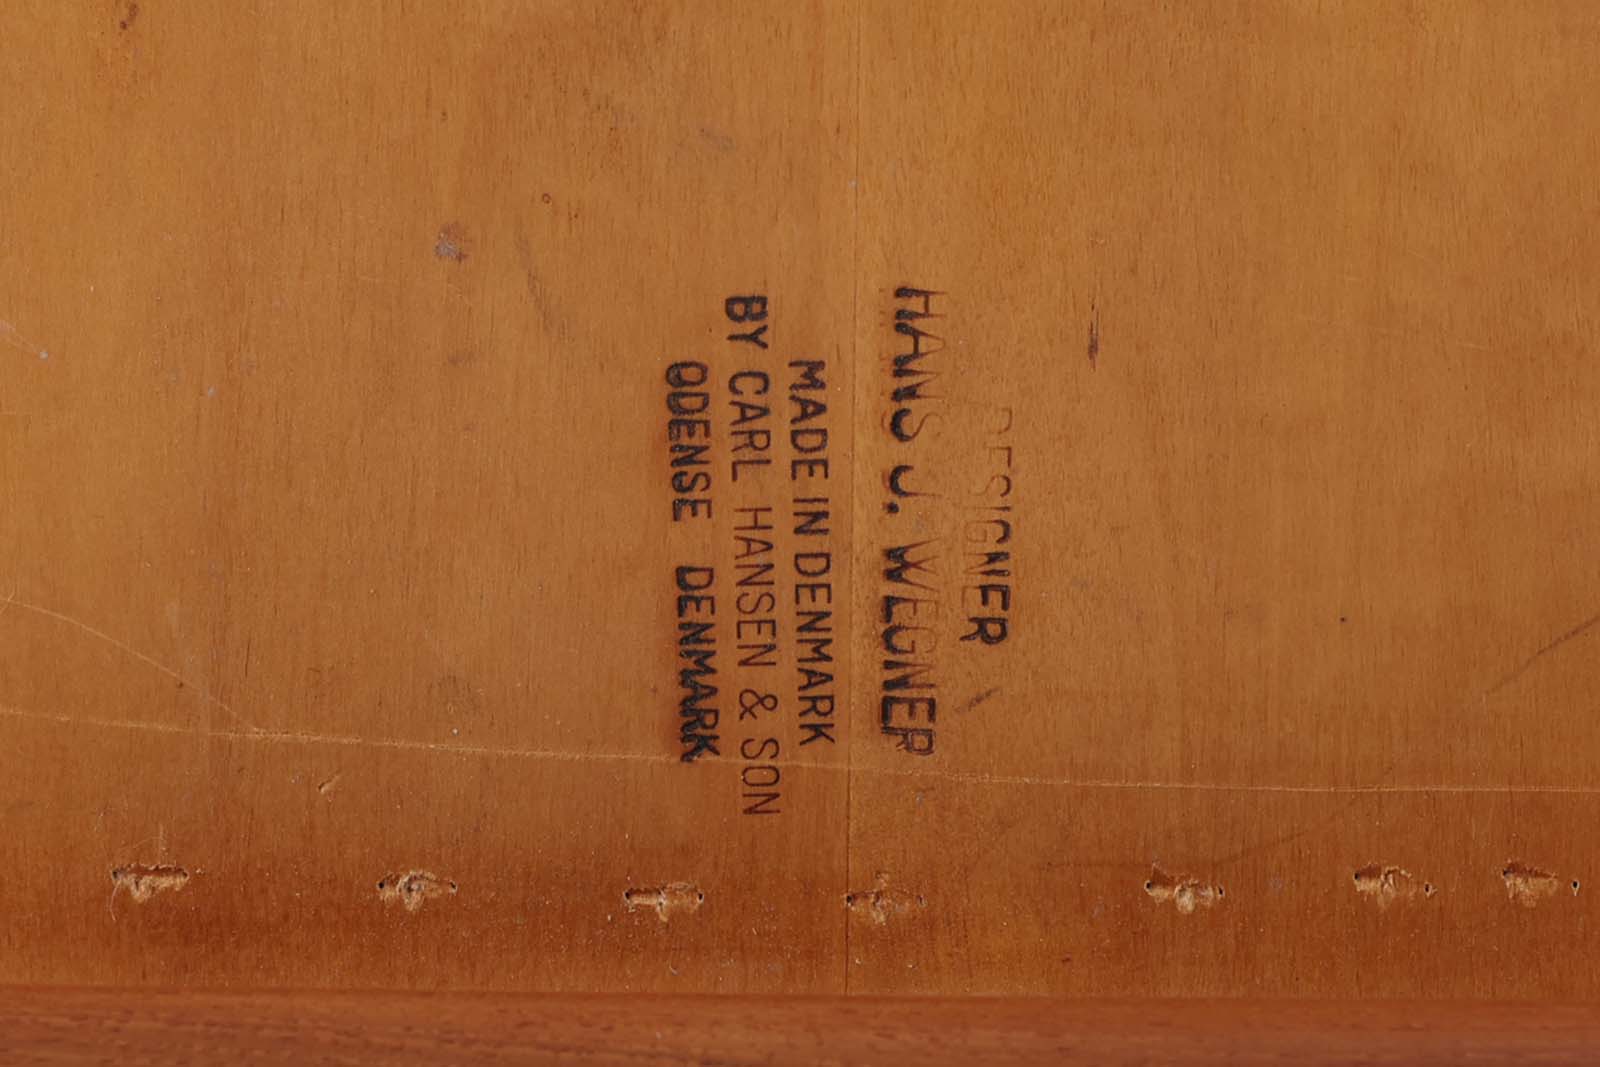 DESIGNER
HANS J. WEGNER
MADE IN DENMARK
BY CARL HANSEN & SON
ODENSE DENMARK